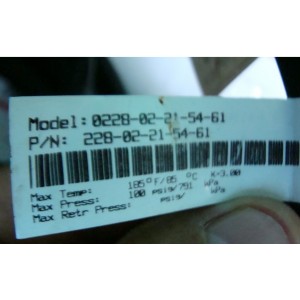 Model: 0228-02-21-54-61
P/N: 228-02-21-54-61
Max Temp: 185°F/85 °C K=3.00
Max Press: 100 psig/791 kPa
Max Retr Press: psig/ kPa